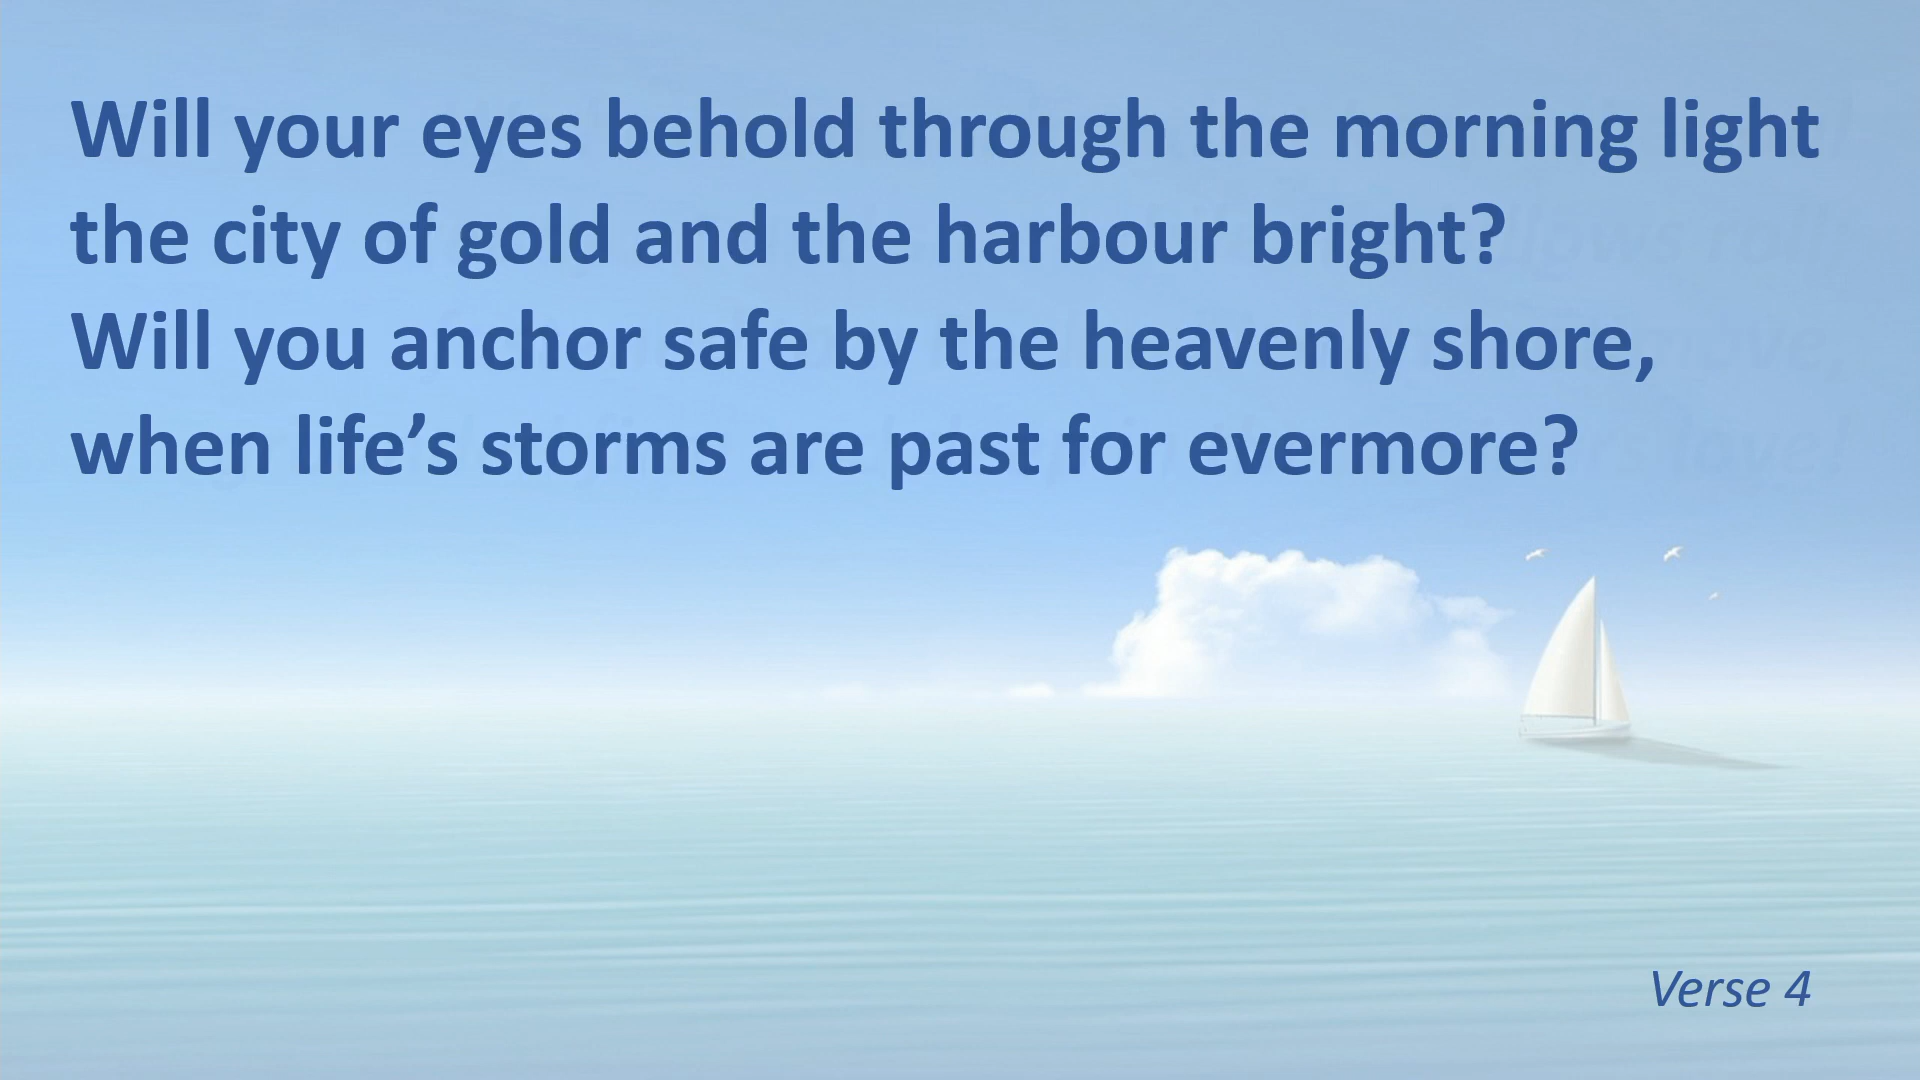 Will your eyes behold through the morning light
the city of gold and the harbour bright?
Will you anchor safe by the heavenly shore,
when life’s storms are past for evermore?
Verse 4